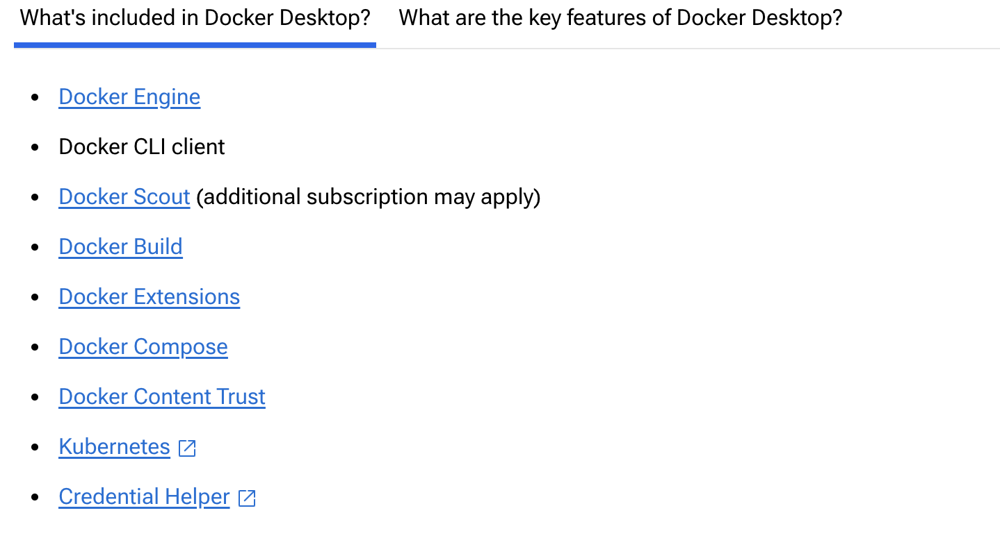 What's included in Docker Desktop? What are the key features of Docker Desktop?
Docker Engine
Docker CLI client
Docker Scout (additional subscription may apply)
Docker Build
Docker Extensions
Docker Compose
Docker Content Trust
Kubernetes
Credential Helper